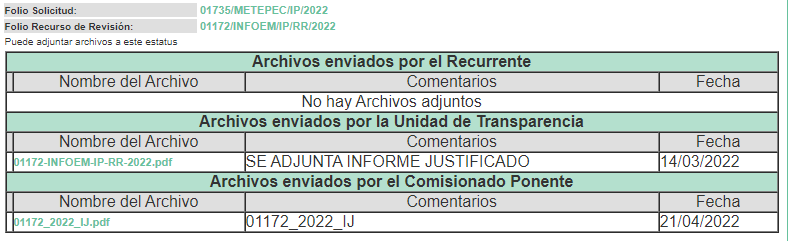 Folio Solicitud: 01735/METEPEC/IP/2022
Folio Recurso de Revisión: 01172/INFOEM/IP/RR/2022
Puede adjuntar archivos a este estatus
Archivos enviados por el Recurrente
Nombre del Archivo Comentarios Fecha
No hay Archivos adjuntos
Archivos enviados por la Unidad de Transparencia
Nombre del Archivo Comentarios Fecha
01172-INFOEM-IP-RR-2022.pdf SE ADJUNTA INFORME JUSTIFICADO 14/03/2022
Archivos enviados por el Comisionado Ponente
Nombre del Archivo Comentarios Fecha
01172_2022_IJ.pdf 01172_2022_IJ 21/04/2022